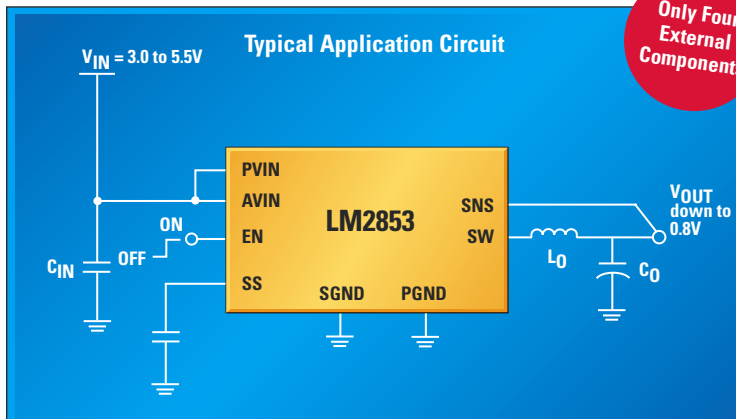 Only Four
External
Component
Typical Application Circuit
VIN = 3.0 to 5.5V
PVIN
AVIN
EN
SS
LM2853
SNS
SW
SGND
PGND
ON
OFF
CIN
LO
CO
VOUT
down to
0.8V